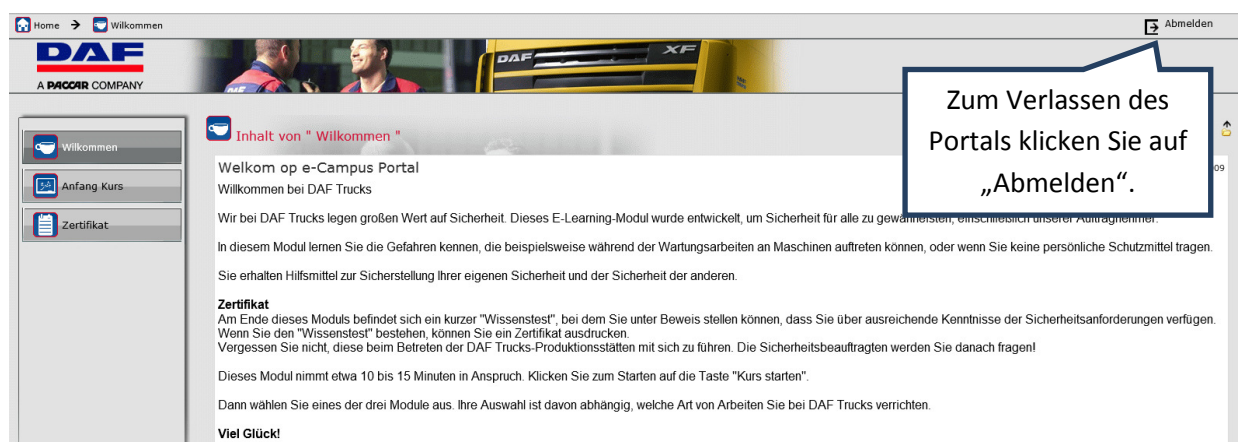 Home → Wilkommen
Abmelden
DAF
A PACCAR COMPANY
DAF
XF
DAF
Zum Verlassen des
Portals klicken Sie auf
„Abmelden“.
Wilkommen
Anfang Kurs
Zertifikat
Inhalt von " Wilkommen "
Welkom op e-Campus Portal
09
Willkommen bei DAF Trucks
Wir bei DAF Trucks legen großen Wert auf Sicherheit. Dieses E-Learning-Modul wurde entwickelt, um Sicherheit für alle zu gewährleisten, einschließlich unserer Auftragnehmer.
In diesem Modul lernen Sie die Gefahren kennen, die beispielsweise während der Wartungsarbeiten an Maschinen auftreten können, oder wenn Sie keine persönliche Schutzmittel tragen.
Sie erhalten Hilfsmittel zur Sicherstellung Ihrer eigenen Sicherheit und der Sicherheit der anderen.
Zertifikat
Am Ende dieses Moduls befindet sich ein kurzer "Wissenstest", bei dem Sie unter Beweis stellen können, dass Sie über ausreichende Kenntnisse der Sicherheitsanforderungen verfügen.
Wenn Sie den "Wissenstest" bestehen, können Sie ein Zertifikat ausdrucken.
Vergessen Sie nicht, diese beim Betreten der DAF Trucks-Produktionsstätten mit sich zu führen. Die Sicherheitsbeauftragten werden Sie danach fragen!
Dieses Modul nimmt etwa 10 bis 15 Minuten in Anspruch. Klicken Sie zum Starten auf die Taste "Kurs starten".
Dann wählen Sie eines der drei Module aus. Ihre Auswahl ist davon abhängig, welche Art von Arbeiten Sie bei DAF Trucks verrichten.
Viel Glück!